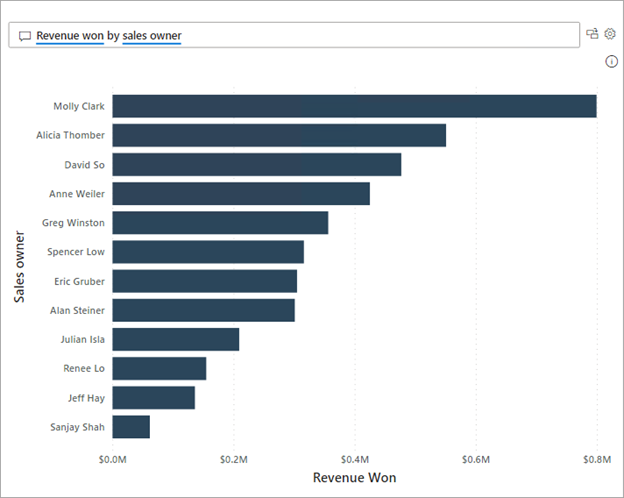 Revenue won by sales owner
Molly Clark
Alicia Thomber
David So
Anne Weiler
Greg Winston
Spencer Low
Eric Gruber
Alan Steiner
Julian Isla
Renee Lo
Jeff Hay
Sanjay Shah
Sales owner
$0.0M $0.2M $0.4M $0.6M $0.8M
Revenue Won